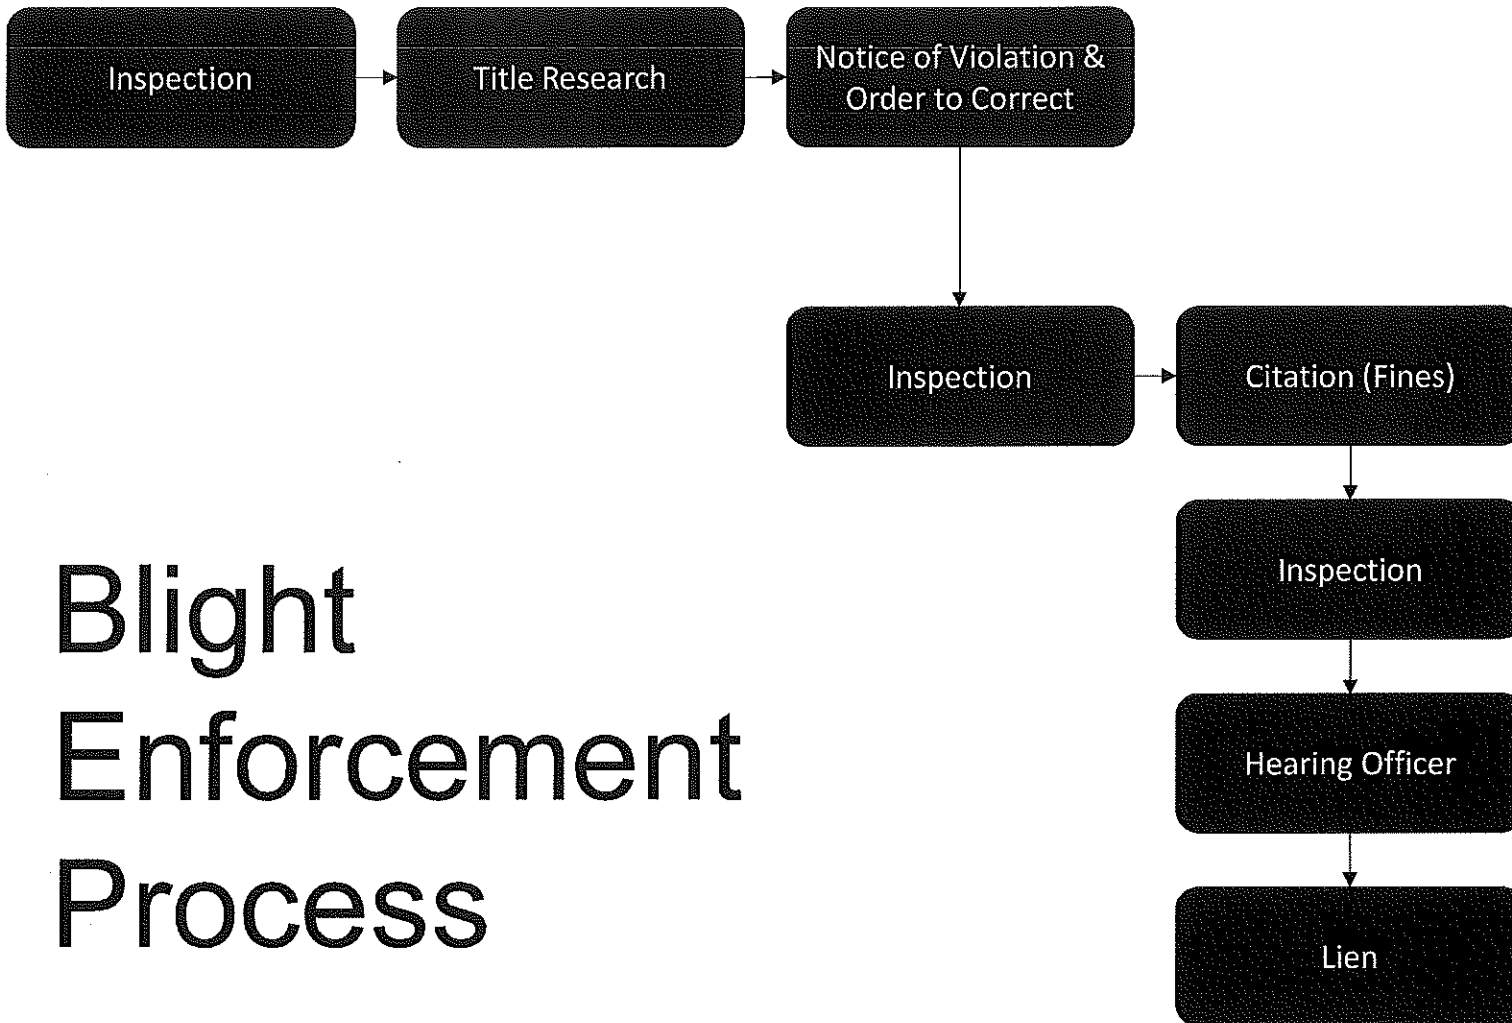 Inspection
Title Research
Notice of Violation &
Order to Correct
Inspection
Citation (Fines)
Inspection
Hearing Officer
Lien
Blight
Enforcement
Process